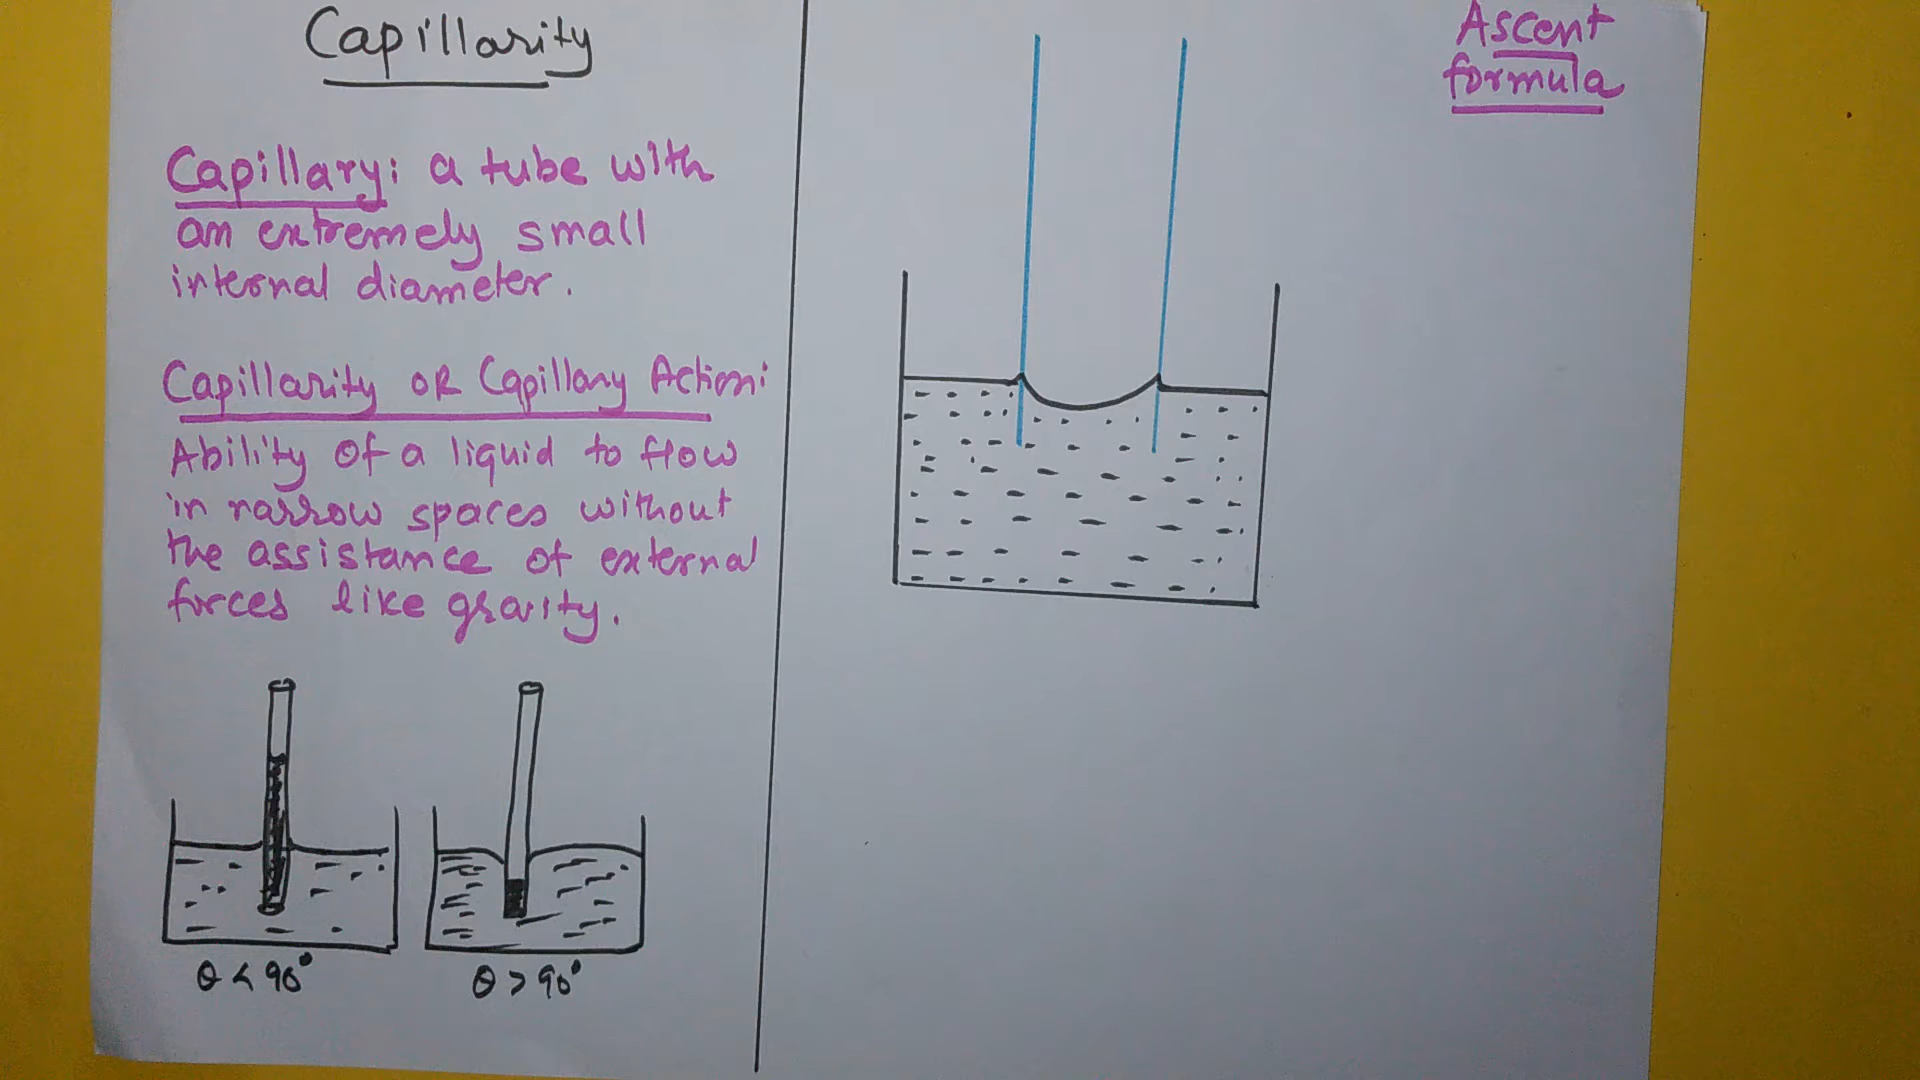 Capillarity
Capillary: a tube with
an extremely small
internal diameter.
Capillarity OR Capillary Action:
Ability of a liquid to flow
in narrow spaces without
the assistance of external
forces like gravity.
θ < 90°
θ > 90°
Ascent
formula